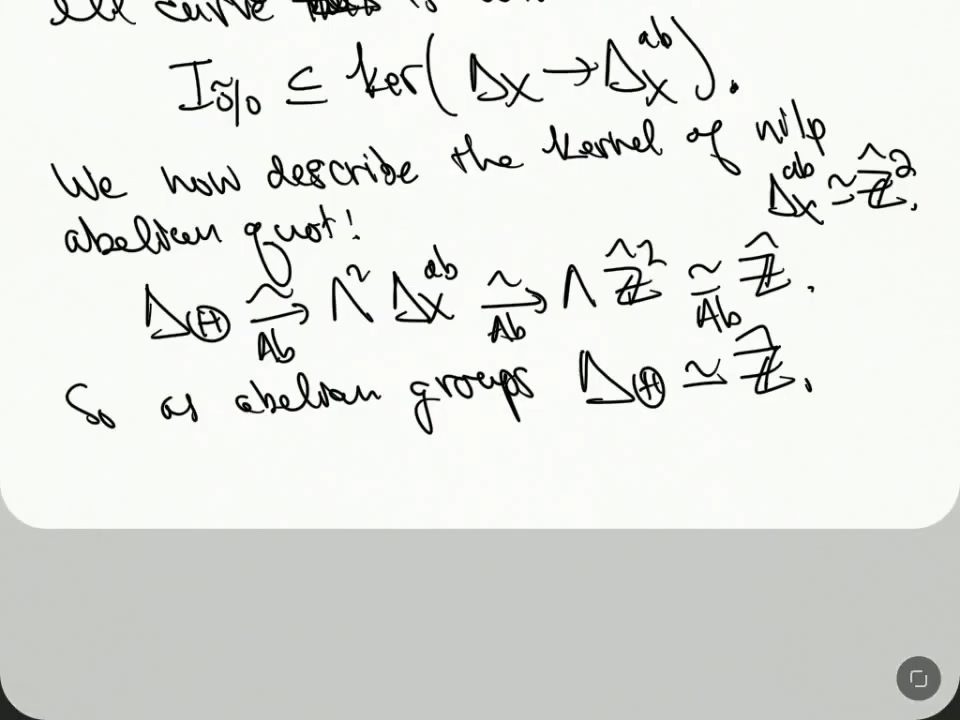 I_{õ%} ⊆ ker( Δ_X → Δ_X^{ab} ).
We now describe the kernel of nilp
Δ_X^{ab} ≃ Ẑ^2.
abelian quot!
Δ_Θ ~→_{Ab} Λ^2 Δ_X^{ab} ~→_{Ab} Λ Ẑ^2 ≃_{Ab} Ẑ.
So as abelian groups Δ_Θ ≃ Ẑ.